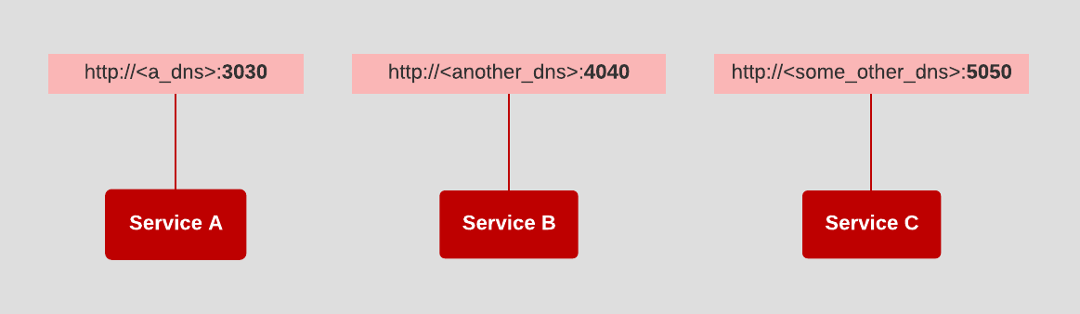 http://<a_dns>:3030
http://<another_dns>:4040
http://<some_other_dns>:5050
Service A
Service B
Service C